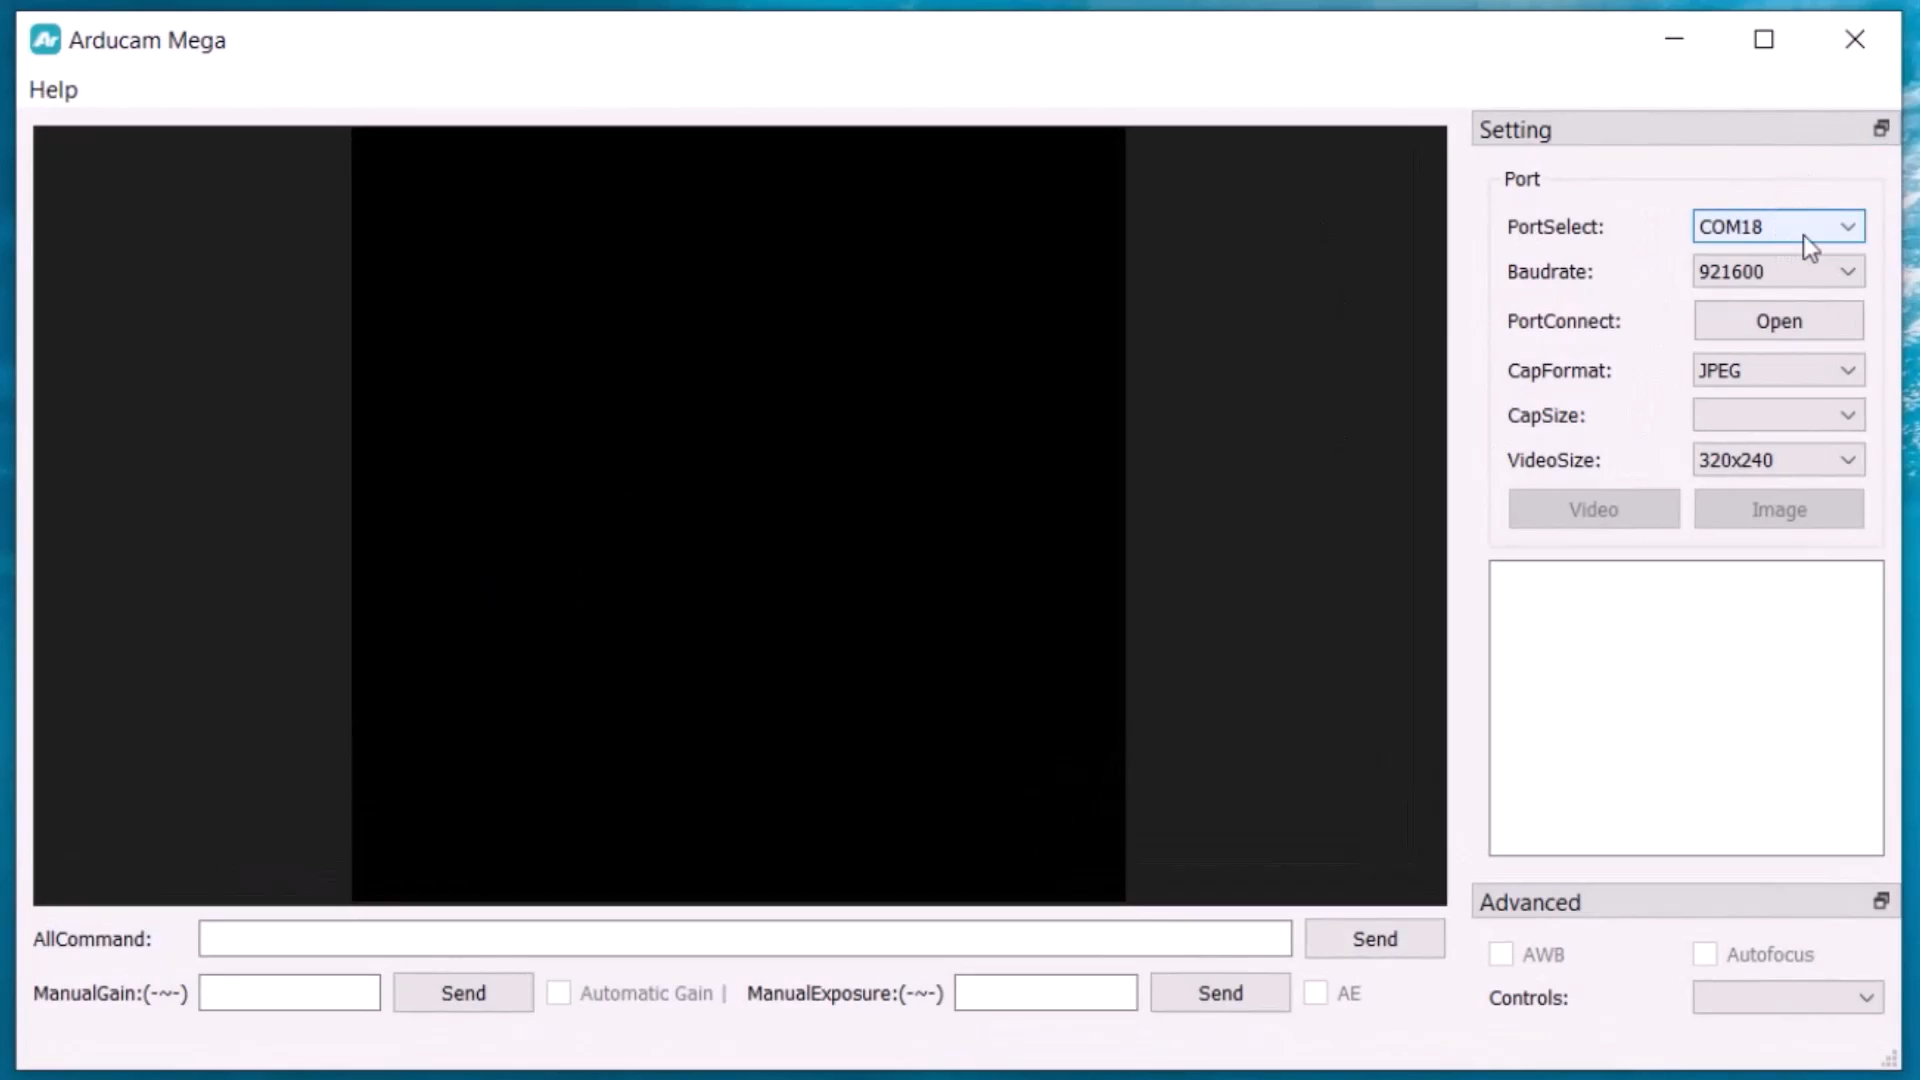 Ar Arducam Mega
Help
Setting
Port
PortSelect: COM18
Baudrate: 921600
PortConnect: Open
CapFormat: JPEG
CapSize:
VideoSize: 320x240
Video Image
AllCommand: Send
ManualGain:(-~-) Send Automatic Gain | ManualExposure:(-~-) Send AE
Advanced
AWB Autofocus
Controls: